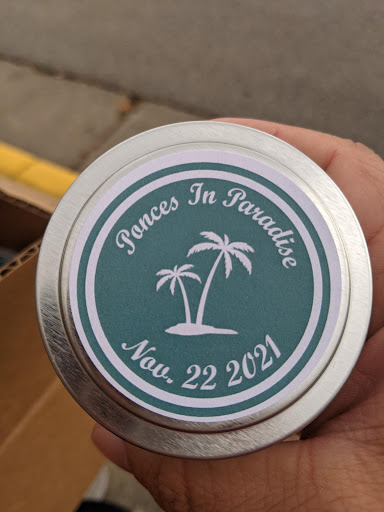 Ponces In Paradise
Nov. 22 2021